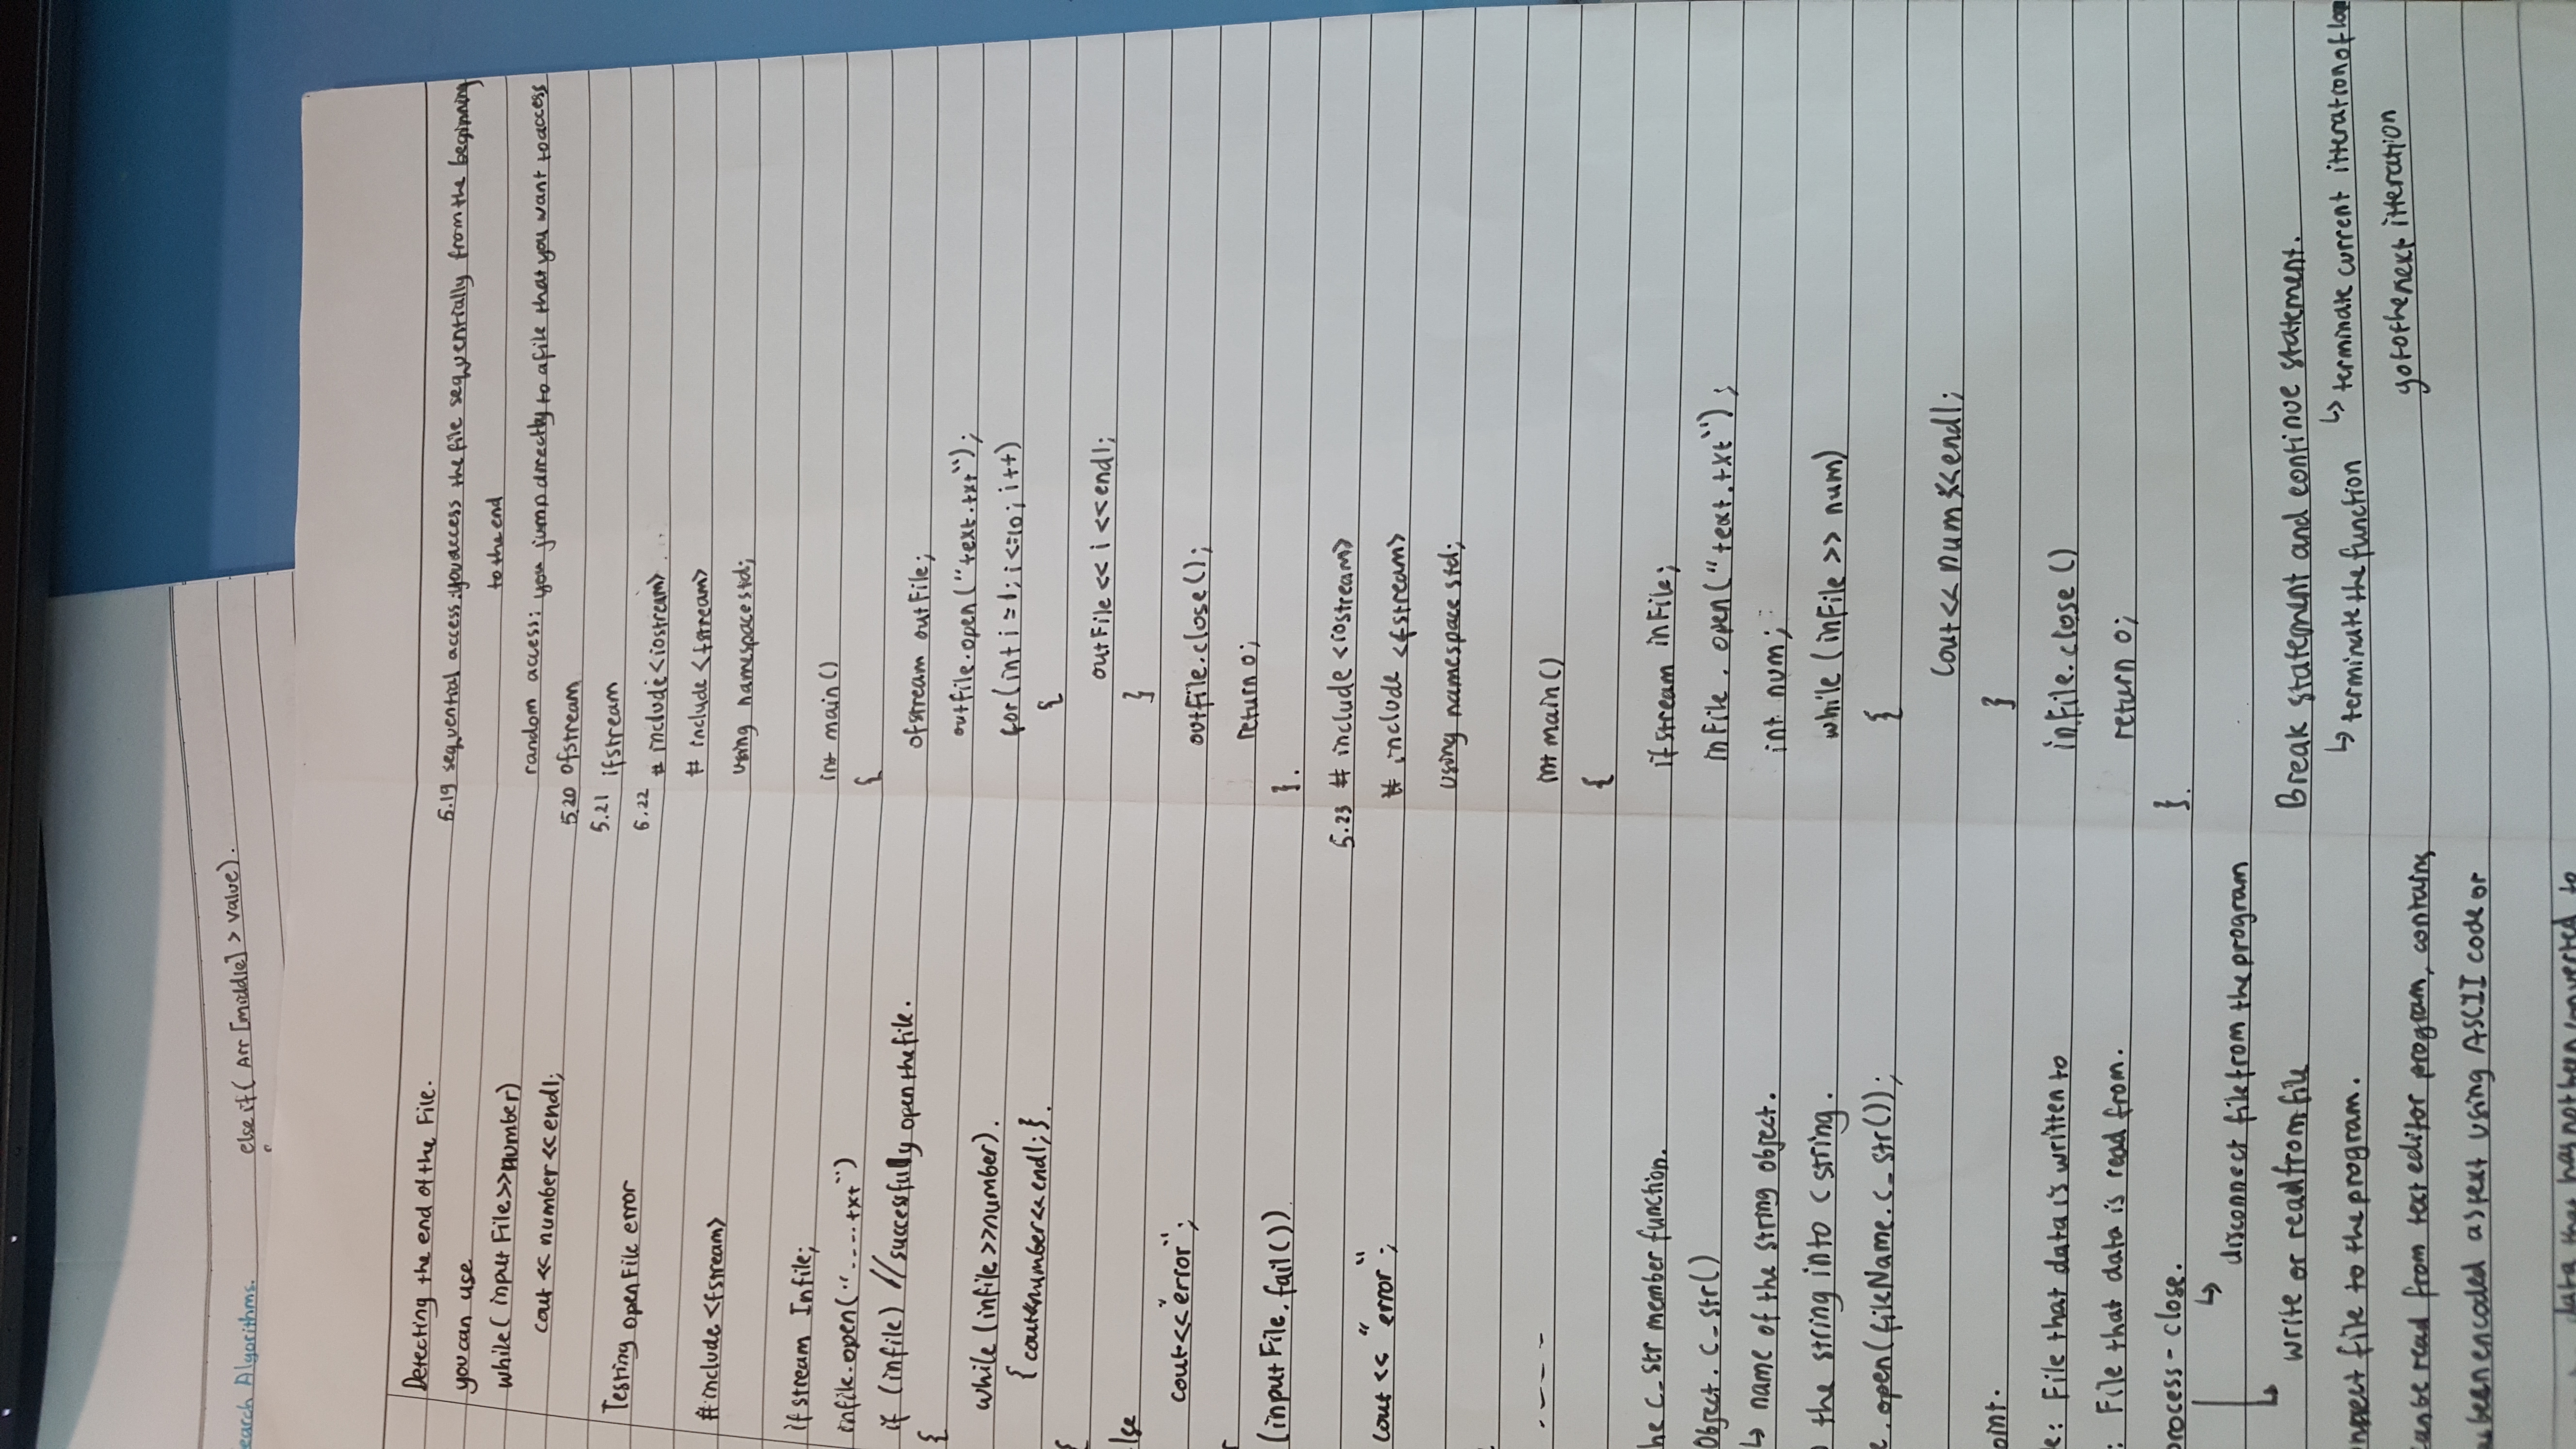 earch Algorithms.
else if ( Arr [middle] > value).
Detecting the end of the File.
you can use
while ( input File >> number)
cout << number << endl;
Testing open File error
# include <fstream>
if stream Infile;
infile.open("----.txt")
if (infile) //successfully open the file.
{
while (infile >> number).
{ cout<<number<< endl; }.
lse
cout<< "error";
(input File. fail())
cout << "error";
----
he c_str member function.
Object. c_str()
↳ name of the string object.
the string into c string.
e.open(fileName.c_str());
oint.
e: File that data is written to
: File that data is read from.
process - close.
↳ disconnect file from the program
write or read from file
nnect file to the program.
can be read from text editor program, contains
been encoded as text using ASCII code or
data that has not been converted to
5.19 sequential access: you access the file sequentially from the beginning
to the end
random access: you jump directly to a file that you want to access
5.20 ofstream
5.21 ifstream
5.22 # include <iostream>
# include <fstream>
using namespace std;
int main ()
{
ofstream outFile;
outfile.open ("text.txt");
for (int i = 1; i <=10; i++)
{
outFile << i << endl;
}
outfile.close();
return 0;
}.
5.23 # include <iostream>
# include <fstream>
using namespace std;
int main ()
{
ifstream inFile;
inFile . open ("text.txt");
int num;
while (inFile >> num)
{
cout << num << endl;
}
inFile.close ()
return 0;
}.
Break statement and continue statement.
↳ terminate the function ↳ terminate current itteration of loop
go to the next itteration